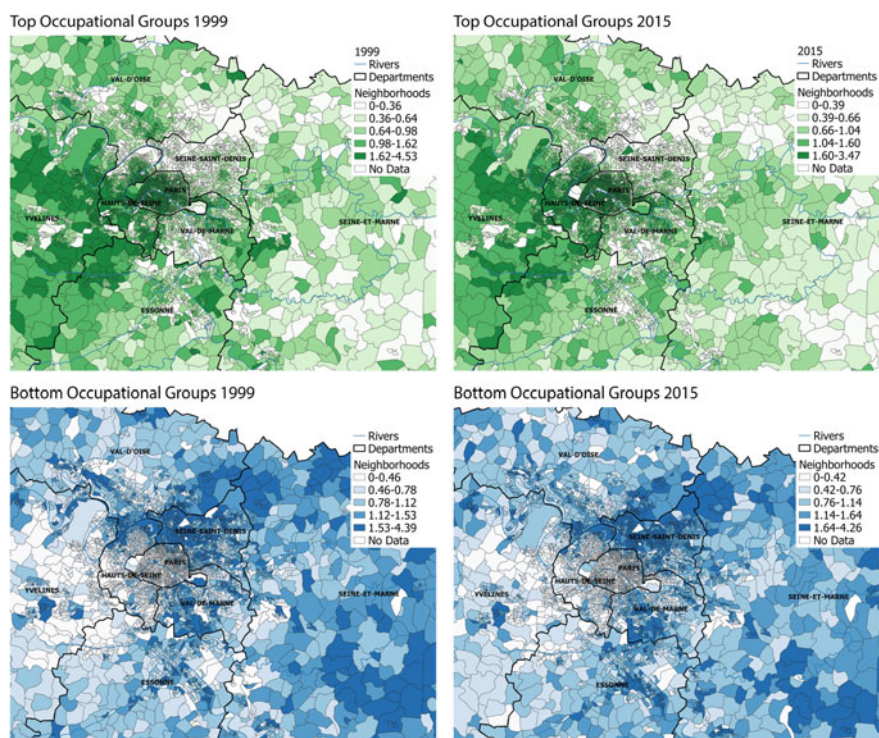 Top Occupational Groups 1999
1999
Rivers
Departments
Neighborhoods
0-0.36
0.36-0.64
0.64-0.98
0.98-1.62
1.62-4.53
No Data
VAL-D'OISE
SEINE-SAINT-DENIS
PARIS
HAUTS-DE-SEINE
YVELINES
SEINE-ET-MARNE
VAL-DE-MARNE
ESSONNE
Top Occupational Groups 2015
2015
Rivers
Departments
Neighborhoods
0-0.39
0.39-0.66
0.66-1.04
1.04-1.60
1.60-3.47
No Data
VAL-D'OISE
SEINE-SAINT-DENIS
PARIS
HAUTS-DE-SEINE
YVELINES
SEINE-ET-MARNE
VAL-DE-MARNE
ESSONNE
Bottom Occupational Groups 1999
Rivers
Departments
Neighborhoods
0-0.46
0.46-0.78
0.78-1.12
1.12-1.53
1.53-4.39
No Data
VAL-D'OISE
SEINE-SAINT-DENIS
PARIS
HAUTS-DE-SEINE
YVELINES
SEINE-ET-MARNE
VAL-DE-MARNE
ESSONNE
Bottom Occupational Groups 2015
Rivers
Departments
Neighborhoods
0-0.42
0.42-0.76
0.76-1.14
1.14-1.64
1.64-4.26
No Data
VAL-D'OISE
SEINE-SAINT-DENIS
PARIS
HAUTS-DE-SEINE
YVELINES
SEINE-ET-MARNE
VAL-DE-MARNE
ESSONNE